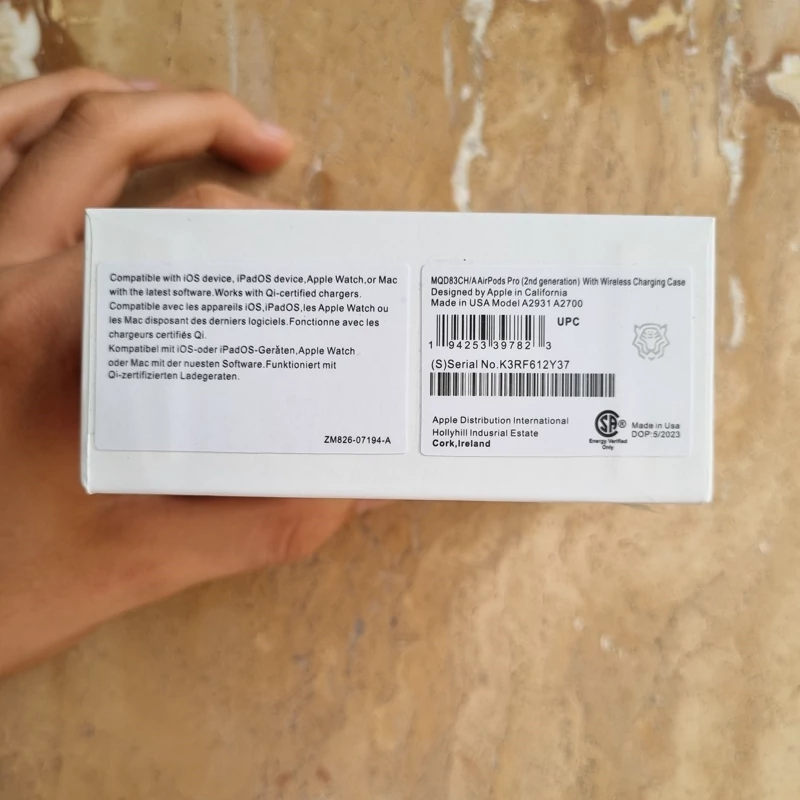 Compatible with iOS device, iPadOS device,Apple Watch,or Mac
with the latest software.Works with Qi-certified chargers.
Compatible avec les appareils iOS,iPadOS,les Apple Watch ou
les Mac disposant des derniers logiciels.Fonctionne avec les
chargeurs certifiés Qi.
Kompatibel mit iOS-oder iPadOS-Geräten,Apple Watch
oder Mac mit der nuesten Software.Funktioniert mit
Qi-zertifizierten Ladegeraten.
ZM826-07194-A
MQD83CH/AAirPods Pro (2nd generation) With Wireless Charging Case
Designed by Apple in California
Made in USA Model A2931 A2700
UPC
1 94253 39782 3
(S)Serial No.K3RF612Y37
Apple Distribution International
Hollyhill Indusrial Estate
Cork,Ireland
SA®
Energy Verified
Only.
Made in Usa
DOP:5/2023